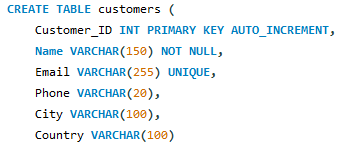 CREATE TABLE customers (
Customer_ID INT PRIMARY KEY AUTO_INCREMENT,
Name VARCHAR(150) NOT NULL,
Email VARCHAR(255) UNIQUE,
Phone VARCHAR(20),
City VARCHAR(100),
Country VARCHAR(100)